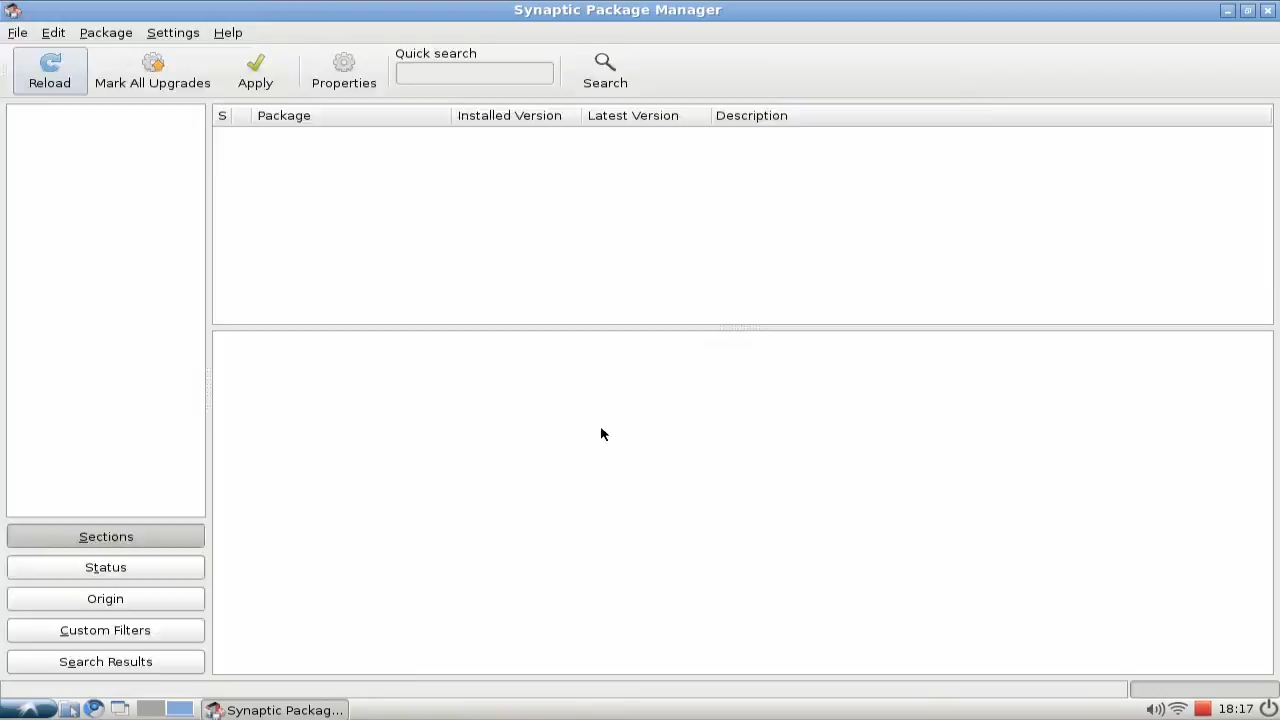 Synaptic Package Manager
File Edit Package Settings Help
Reload
Mark All Upgrades
Apply
Properties
Quick search
Search
S Package Installed Version Latest Version Description
Sections
Status
Origin
Custom Filters
Search Results
Synaptic Packag...
18:17